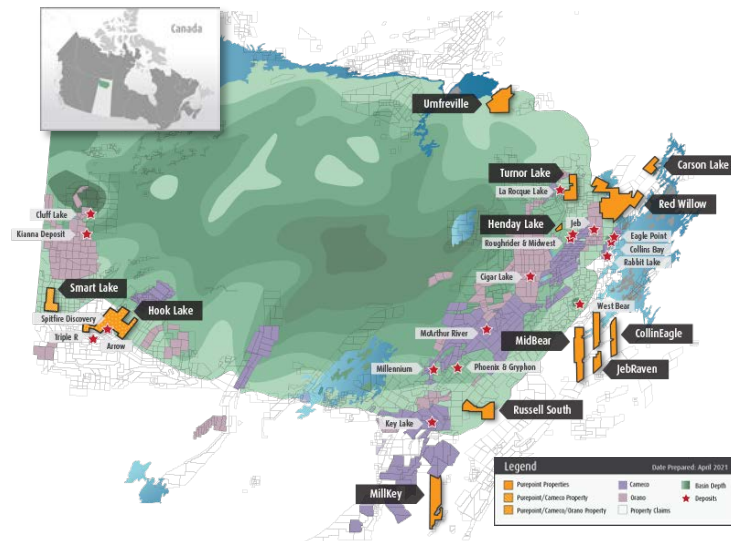 Canada
Umfreville
Carson Lake
Turnor Lake
La Rocque Lake
Red Willow
Cluff Lake
Henday Lake
Jeb
Eagle Point
Kianna Deposit
Roughrider & Midwest
Collins Bay
Rabbit Lake
Cigar Lake
Smart Lake
Hook Lake
West Bear
Spitfire Discovery
McArthur River
MidBear
CollinEagle
Triple R
Arrow
Millennium
Phoenix & Gryphon
JebRaven
Russell South
Key Lake
MillKey
Legend
Date Prepared: April 2021
Purepoint Properties
Cameco
Basin Depth
Purepoint/Cameco Property
Orano
Deposits
Purepoint/Cameco/Orano Property
Property Claims